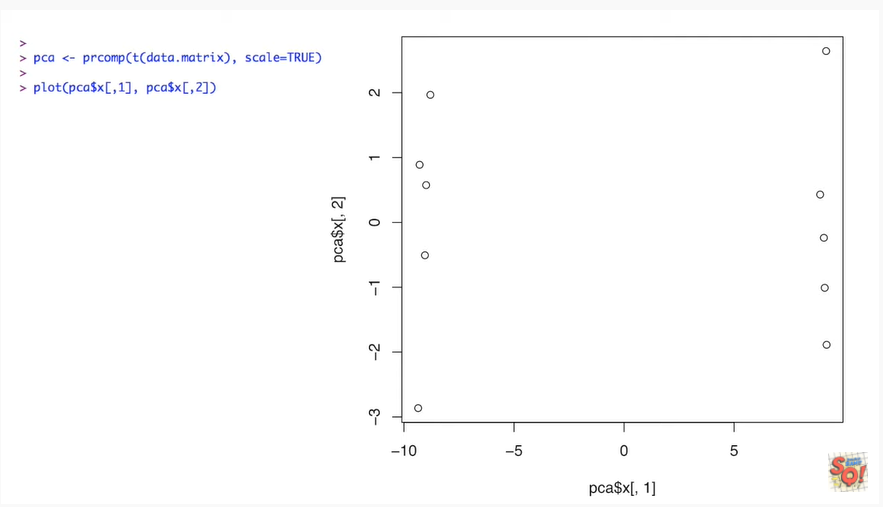 >
> pca <- prcomp(t(data.matrix), scale=TRUE)
>
> plot(pca$x[,1], pca$x[,2])
2
1
0
−1
−2
−3
pca$x[, 2]
−10 −5 0 5
pca$x[, 1]
SQ!